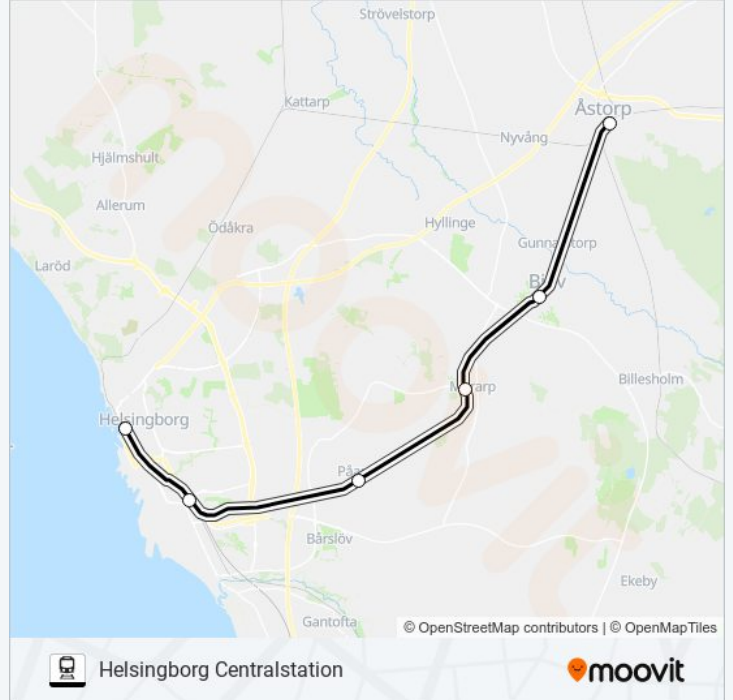 Strövelstorp
Kattarp
Åstorp
Nyvång
Hjälmshult
Allerum
Ödåkra
Hyllinge
Laröd
Billesholm
Helsingborg
Bårslöv
Ekeby
Gantofta
© OpenStreetMap contributors | © OpenMapTiles
Helsingborg Centralstation
moovit